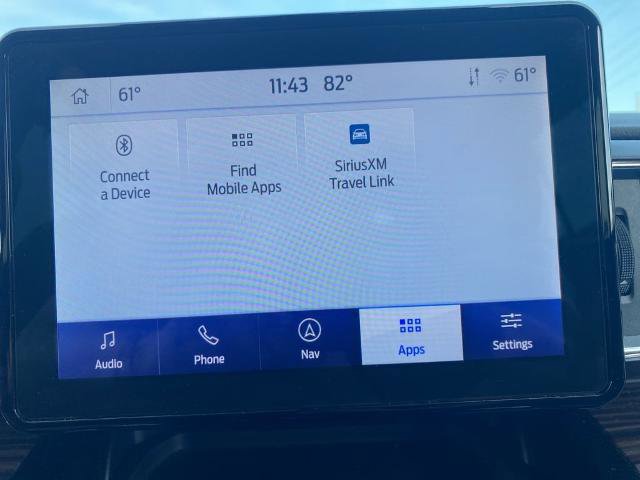 61° 11:43 82° 61°
Connect
a Device
Find
Mobile Apps
SiriusXM
Travel Link
Audio
Phone
Nav
Apps
Settings